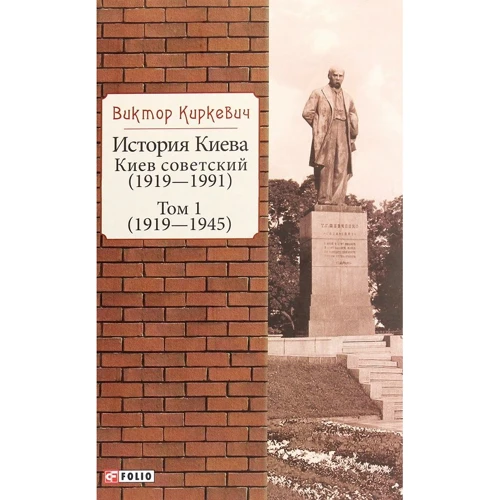 Виктор Киркевич
История Киева
Киев советский
(1919—1991)
Том 1
(1919—1945)
FOLIO